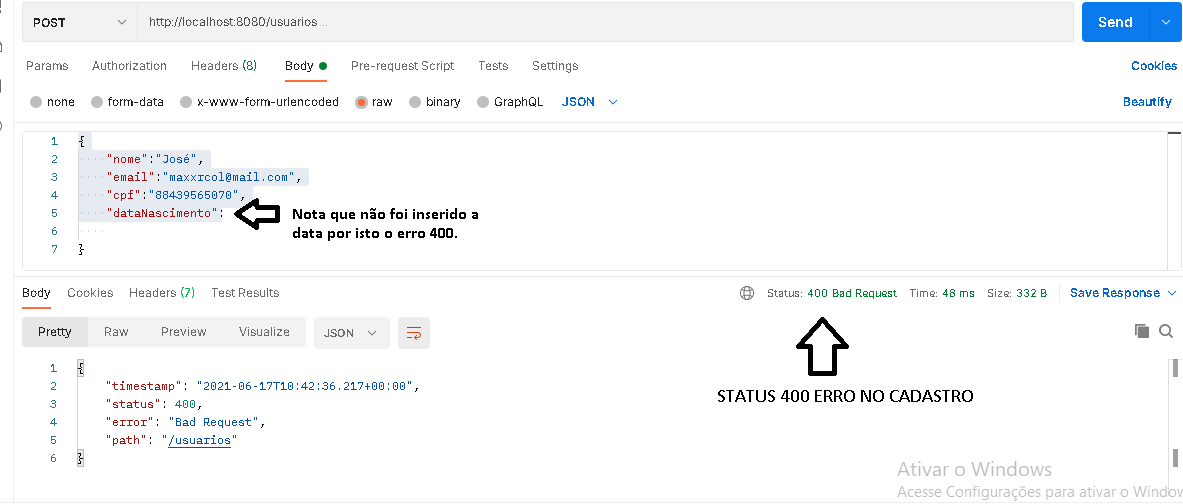 POST http://localhost:8080/usuarios... Send
Params Authorization Headers (8) Body Pre-request Script Tests Settings Cookies
none form-data x-www-form-urlencoded raw binary GraphQL JSON Beautify
1 {
2 "nome":"José",
3 "email":"maxxrcol@mail.com",
4 "cpf":"88439565070",
5 "dataNascimento":
6
7 }
Nota que não foi inserido a
data por isto o erro 400.
Body Cookies Headers (7) Test Results Status: 400 Bad Request Time: 48 ms Size: 332 B Save Response
Pretty Raw Preview Visualize JSON
1 {
2 "timestamp": "2021-06-17T10:42:36.217+00:00",
3 "status": 400,
4 "error": "Bad Request",
5 "path": "/usuarios"
6 }
STATUS 400 ERRO NO CADASTRO
Ativar o Windows
Acesse Configurações para ativar o Window